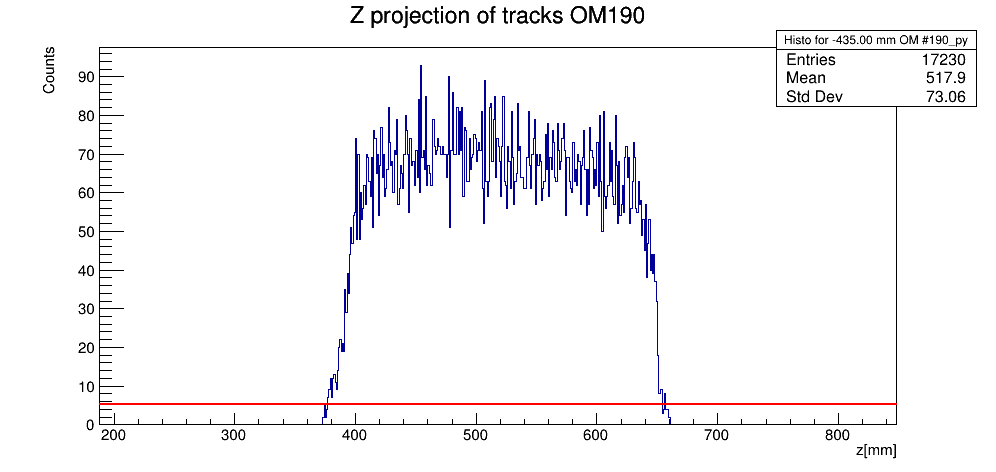 Z projection of tracks OM190
Histo for -435.00 mm OM #190_py
Entries 17230
Mean 517.9
Std Dev 73.06
Counts
90
80
70
60
50
40
30
20
10
0
200 300 400 500 600 700 800
z[mm]